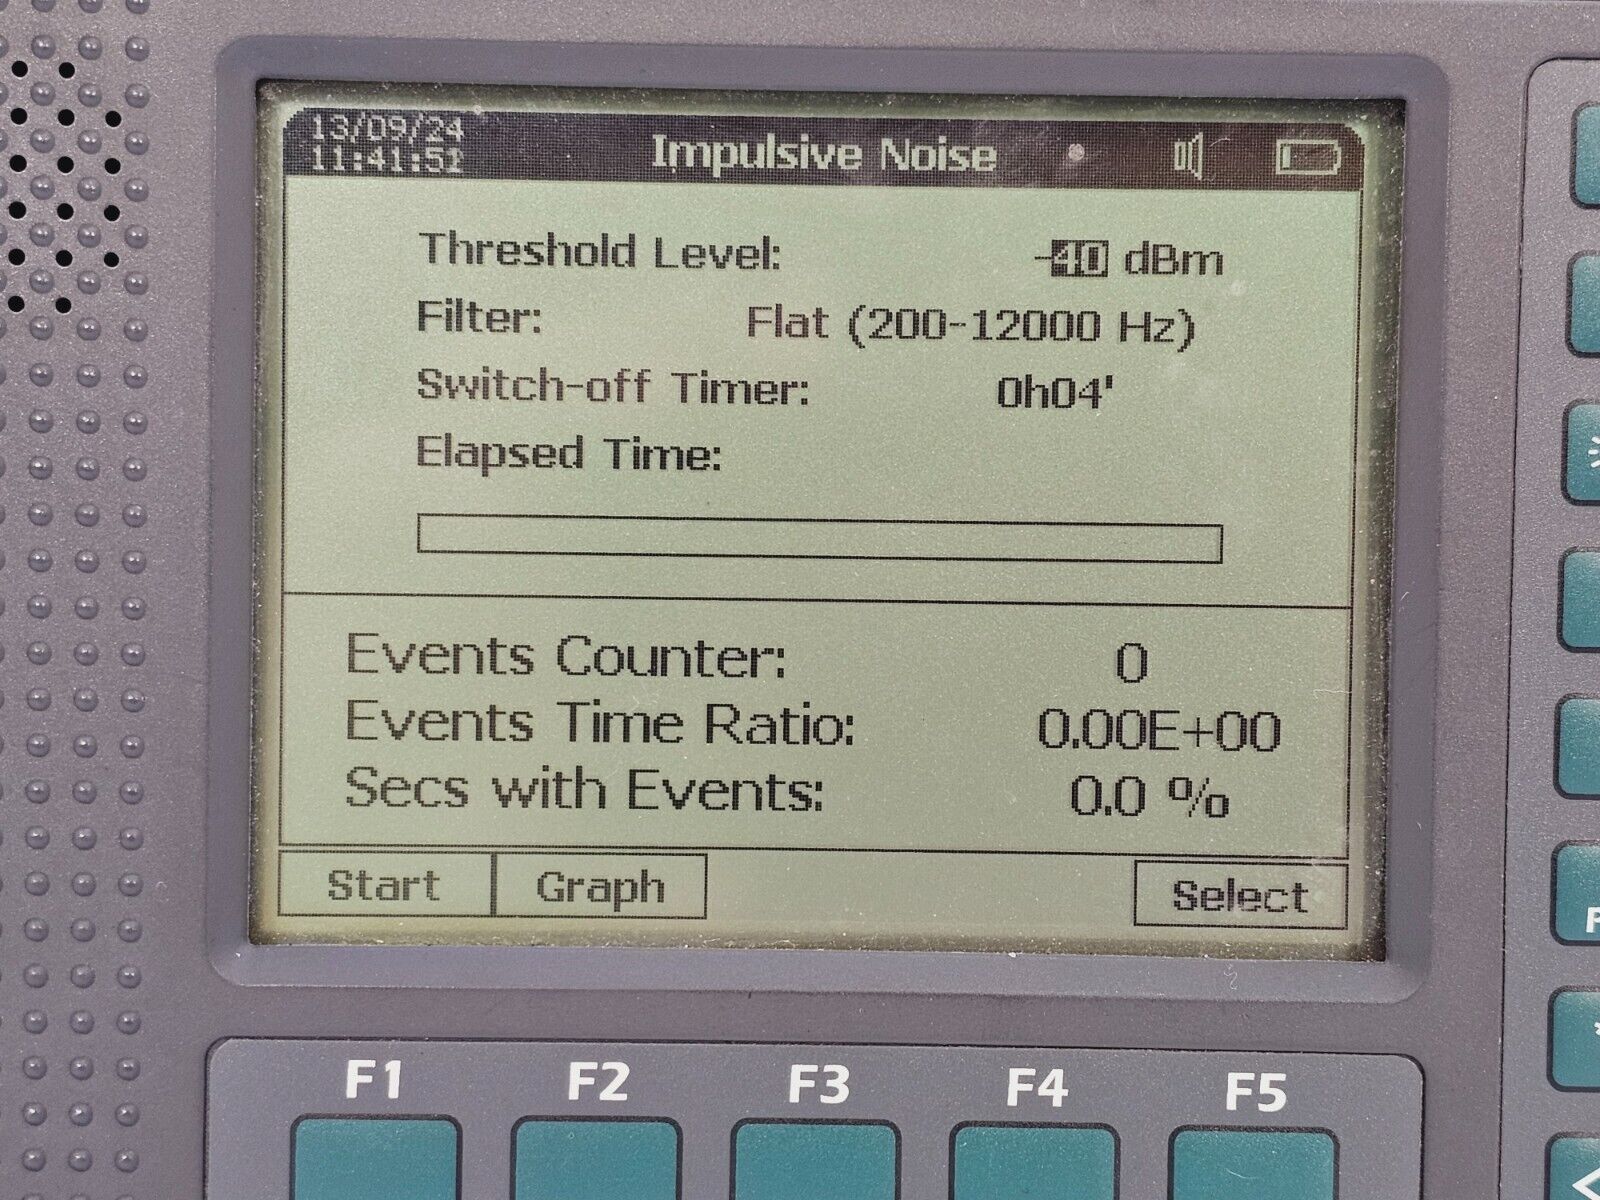 13/09/24
11:41:52
Impulsive Noise
Threshold Level: -40 dBm
Filter: Flat (200-12000 Hz)
Switch-off Timer: 0h04'
Elapsed Time:
Events Counter: 0
Events Time Ratio: 0.00E+00
Secs with Events: 0.0 %
Start Graph Select
F1 F2 F3 F4 F5